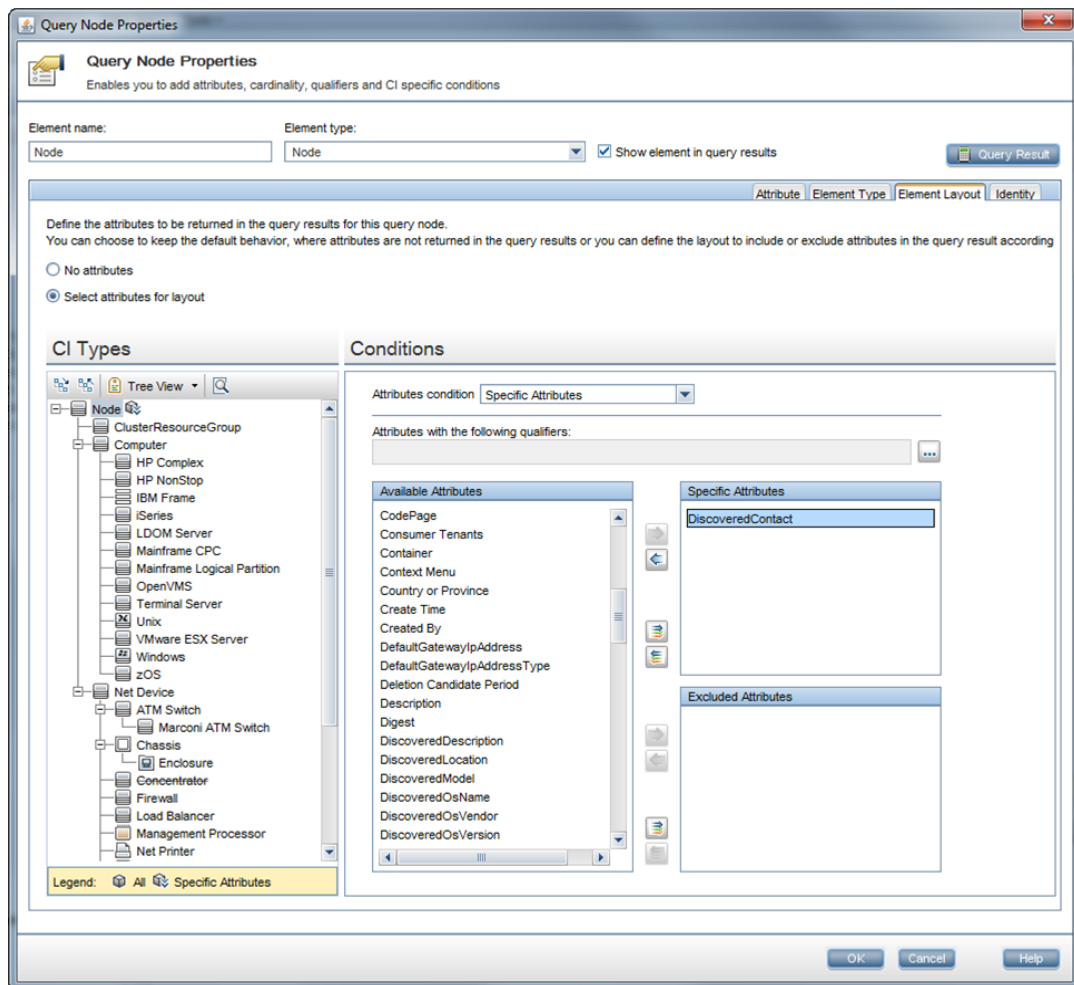 Query Node Properties
Query Node Properties
Enables you to add attributes, cardinality, qualifiers and CI specific conditions
Element name:
Element type:
Node
Node
Show element in query results
Query Result
Attribute
Element Type
Element Layout
Identity
Define the attributes to be returned in the query results for this query node.
You can choose to keep the default behavior, where attributes are not returned in the query results or you can define the layout to include or exclude attributes in the query result according
No attributes
Select attributes for layout
CI Types
Tree View
Node
ClusterResourceGroup
Computer
HP Complex
HP NonStop
IBM Frame
iSeries
LDOM Server
Mainframe CPC
Mainframe Logical Partition
OpenVMS
Terminal Server
Unix
VMware ESX Server
Windows
zOS
Net Device
ATM Switch
Marconi ATM Switch
Chassis
Enclosure
Concentrator
Firewall
Load Balancer
Management Processor
Net Printer
Legend: All Specific Attributes
Conditions
Attributes condition Specific Attributes
Attributes with the following qualifiers:
...
Available Attributes
CodePage
Consumer Tenants
Container
Context Menu
Country or Province
Create Time
Created By
DefaultGatewayIpAddress
DefaultGatewayIpAddressType
Deletion Candidate Period
Description
Digest
DiscoveredDescription
DiscoveredLocation
DiscoveredModel
DiscoveredOsName
DiscoveredOsVendor
DiscoveredOsVersion
Specific Attributes
DiscoveredContact
Excluded Attributes
OK
Cancel
Help